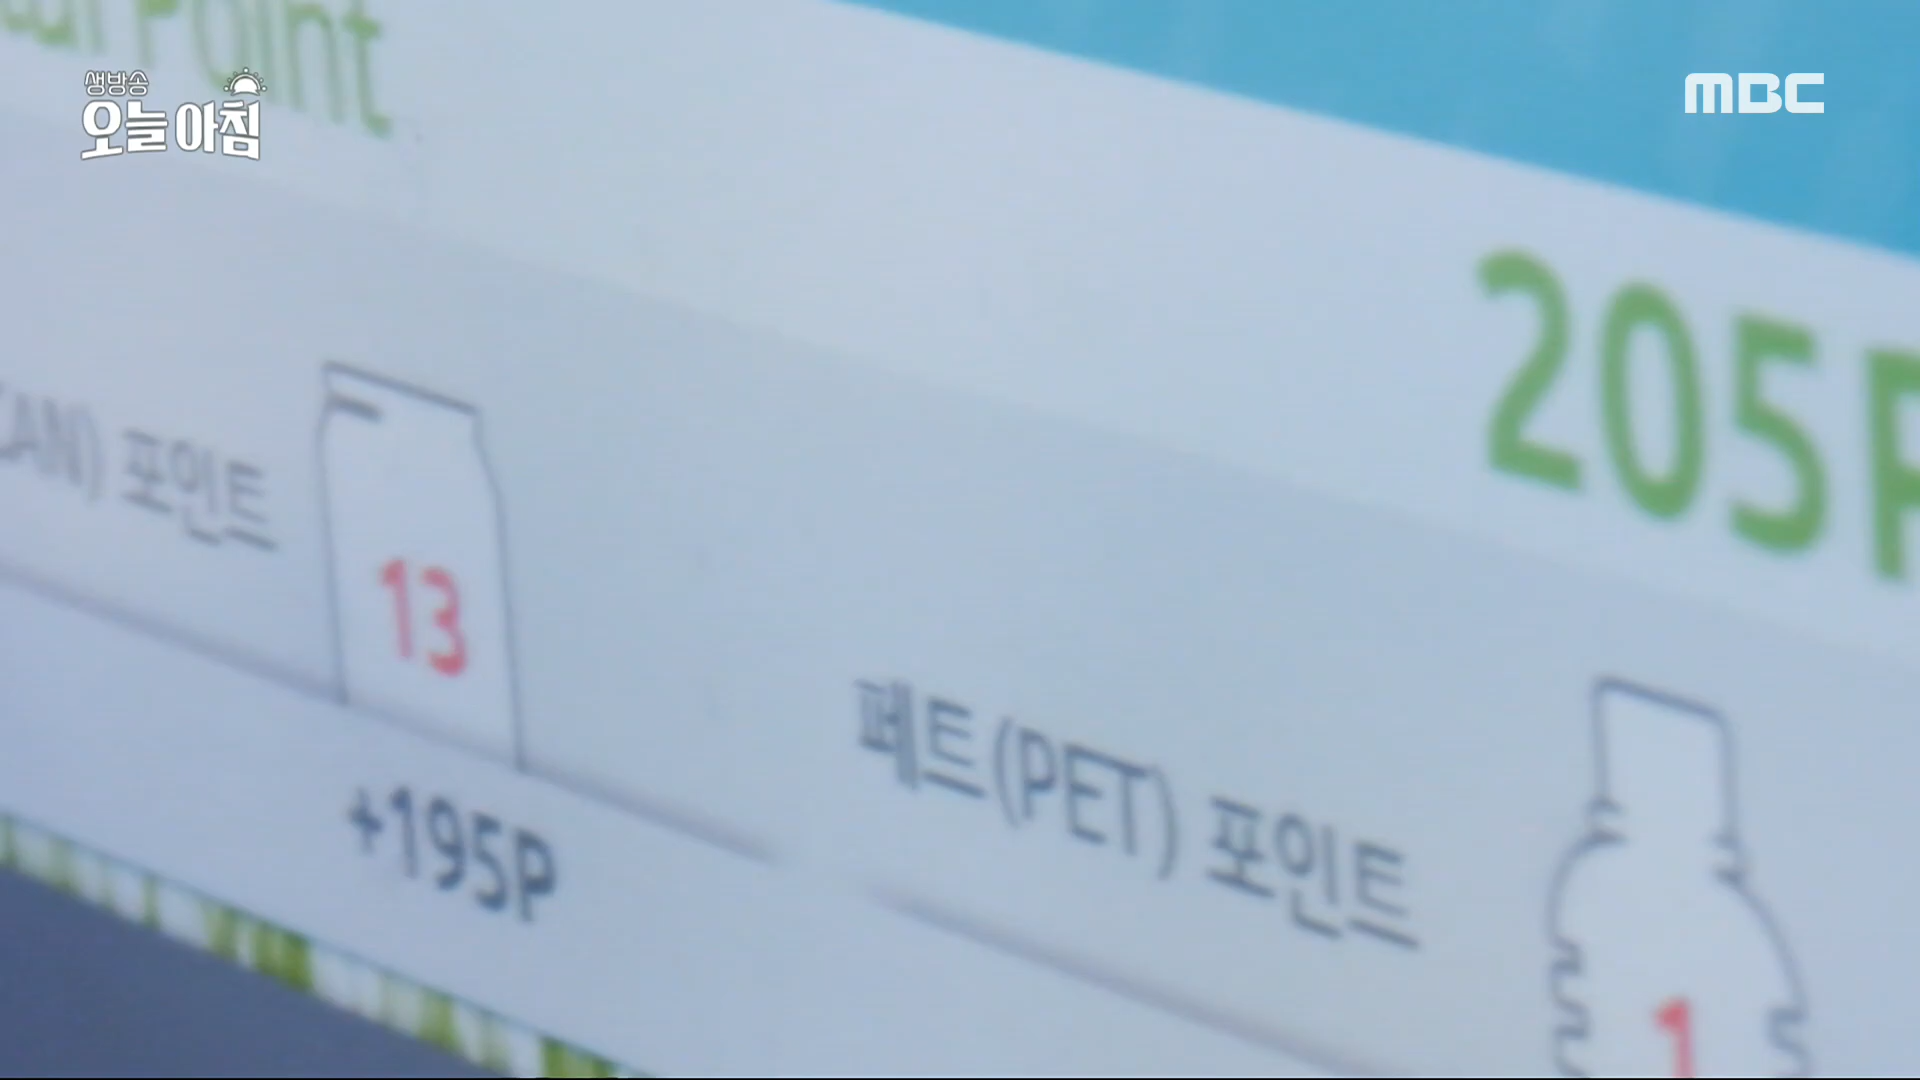 Point
생방송
오늘 아침
MBC
205P
CAN) 포인트
13
+195P
페트(PET) 포인트
1